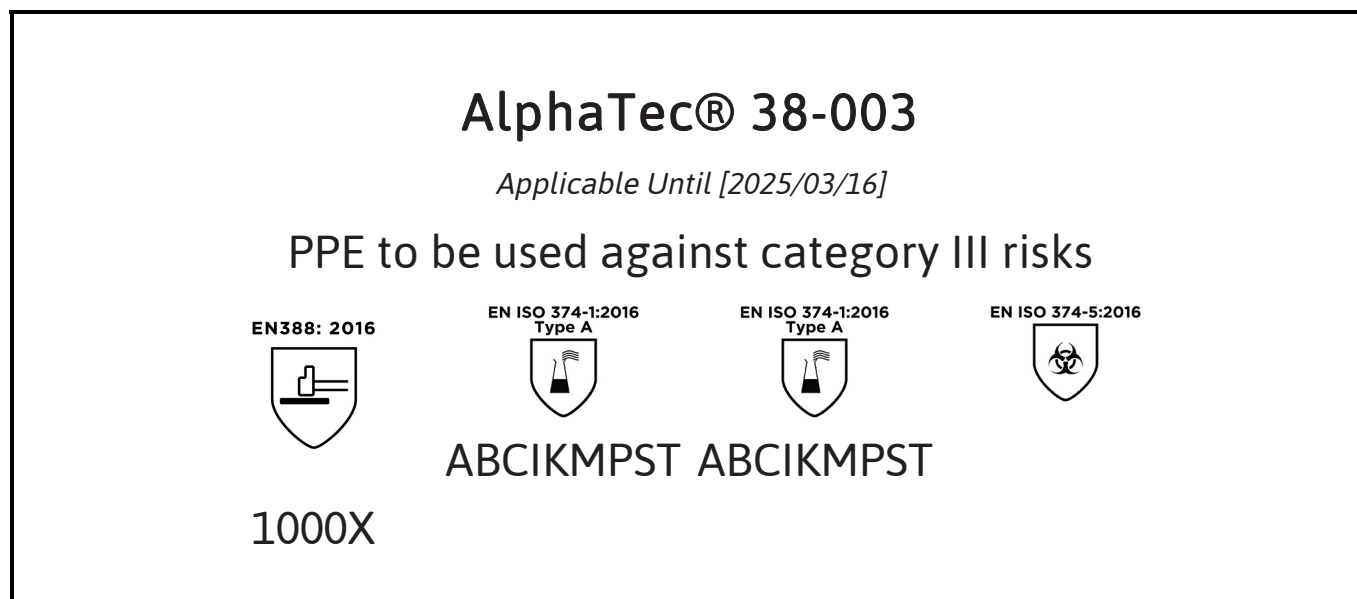 AlphaTec® 38-003
Applicable Until [2025/03/16]
PPE to be used against category III risks
EN388: 2016
1000X
EN ISO 374-1:2016
Type A
ABCIKMPST
EN ISO 374-1:2016
Type A
ABCIKMPST
EN ISO 374-5:2016